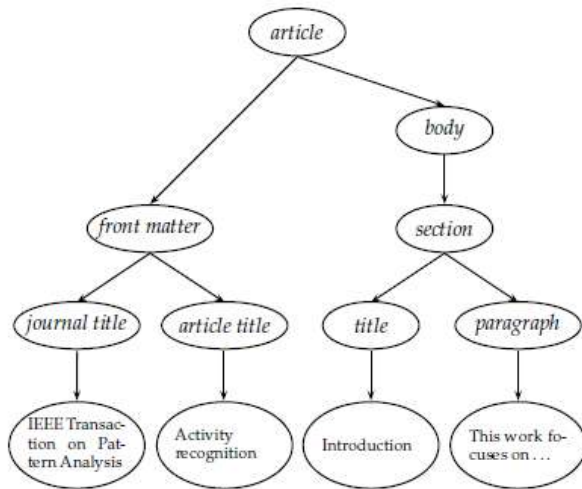 article
body
front matter
section
journal title
article title
title
paragraph
IEEE Transac-
tion on Pat-
tern Analysis
Activity
recognition
Introduction
This work fo-
cuses on . . .